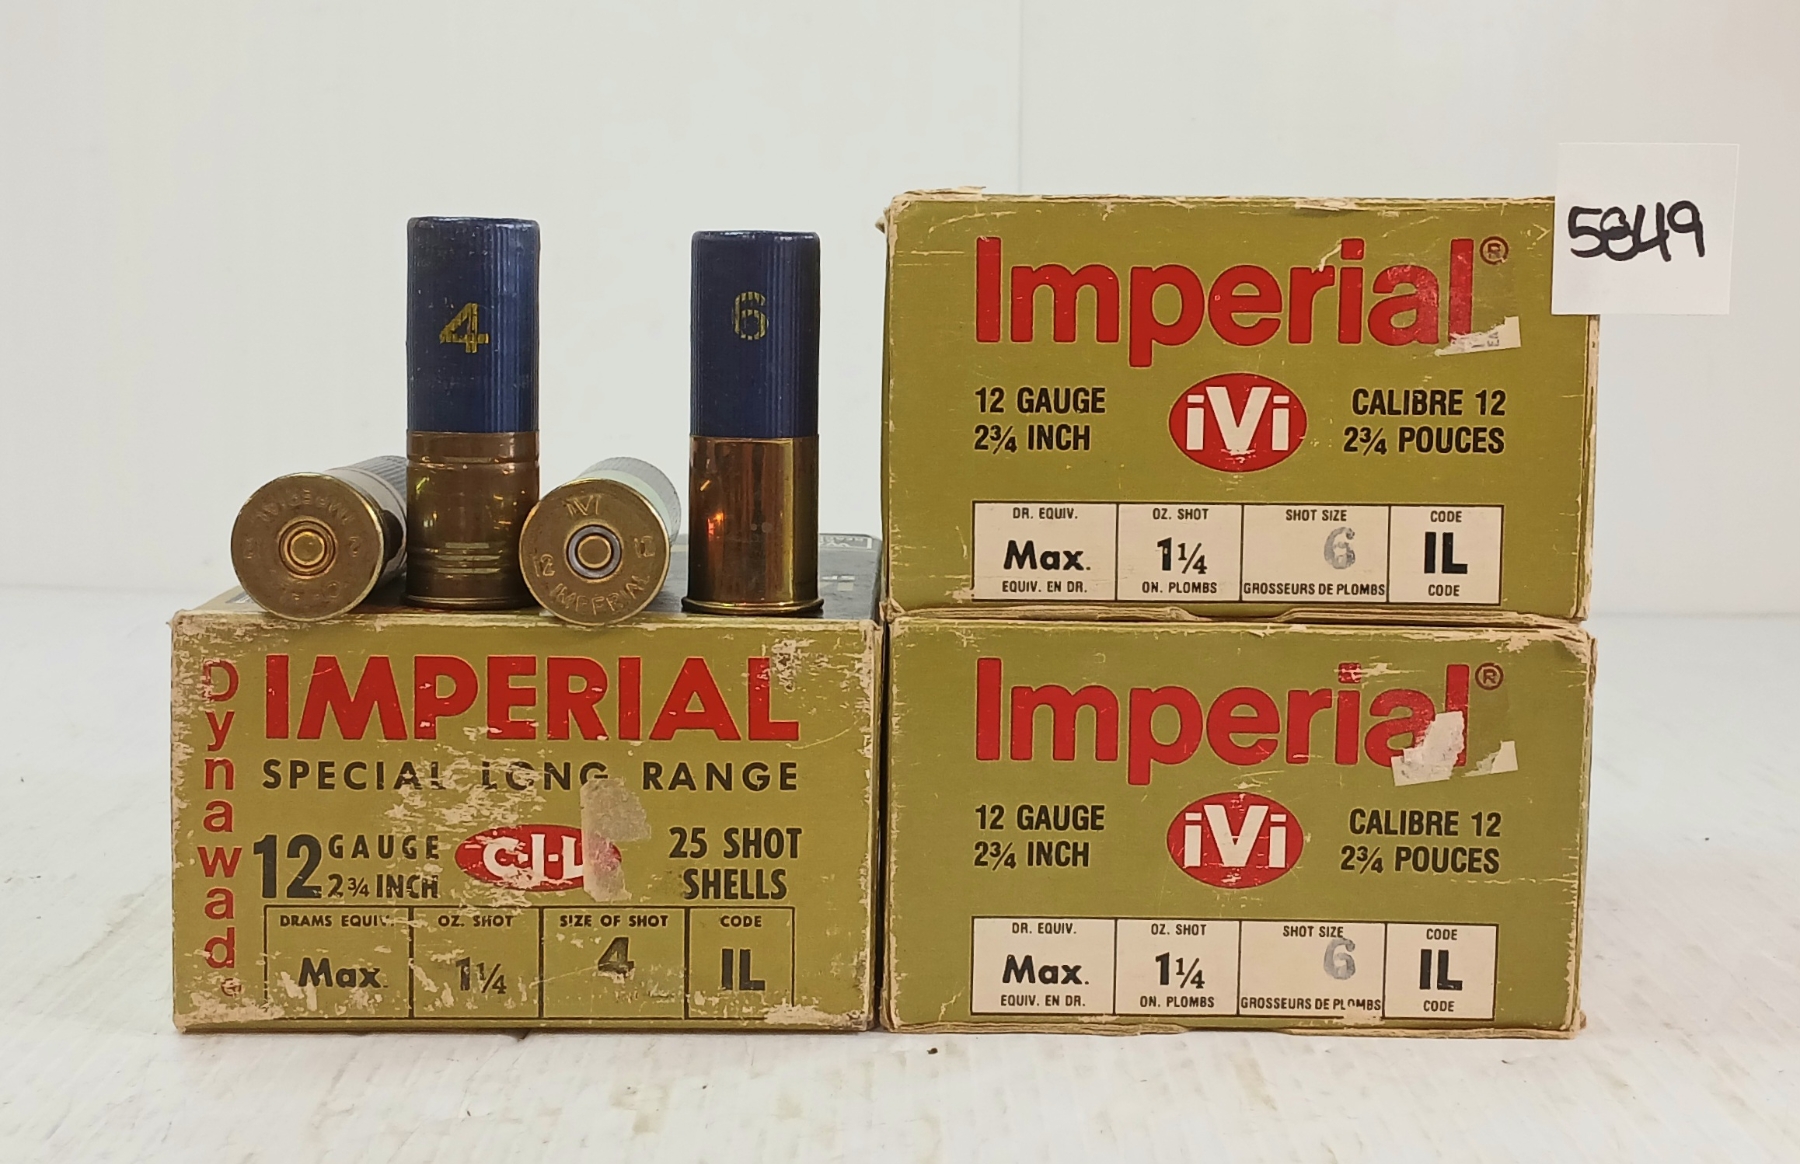 5849
4
6
IVI
12 12
IMPERIAL
Imperial®
12 GAUGE
2¾ INCH
iVi
CALIBRE 12
2¾ POUCES
DR. EQUIV. OZ. SHOT SHOT SIZE CODE
Max. 1¼ 6 IL
EQUIV. EN DR. ON. PLOMBS GROSSEURS DE PLOMBS CODE
Dynawad
IMPERIAL
SPECIAL LONG RANGE
12 GAUGE
2¾ INCH
C-I-L
25 SHOT
SHELLS
DRAMS EQUIV. OZ. SHOT SIZE OF SHOT CODE
Max. 1¼ 4 IL
Imperial®
12 GAUGE
2¾ INCH
iVi
CALIBRE 12
2¾ POUCES
DR. EQUIV. OZ. SHOT SHOT SIZE CODE
Max. 1¼ 6 IL
EQUIV. EN DR. ON. PLOMBS GROSSEURS DE PLOMBS CODE